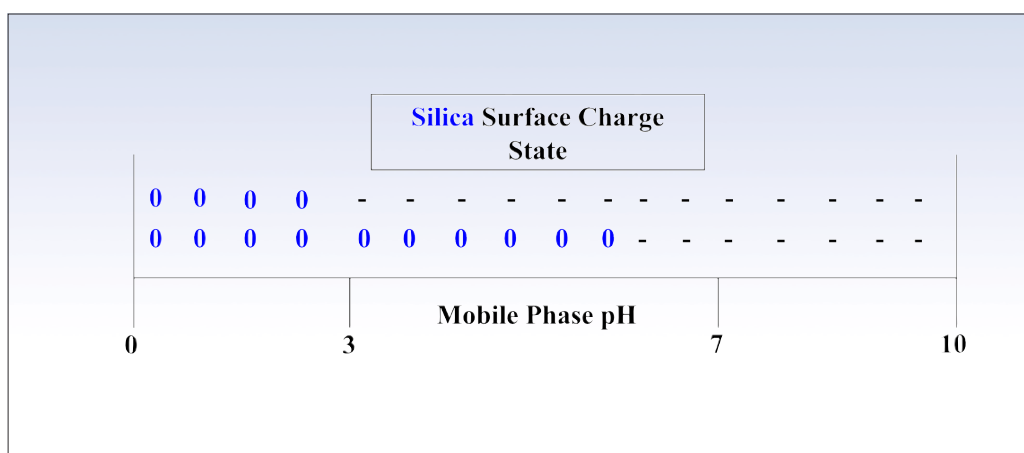 Silica Surface Charge
State
0 0 0 0 - - - - - - - - - - - - -
0 0 0 0 0 0 0 0 0 0 - - - - - - -
Mobile Phase pH
0 3 7 10